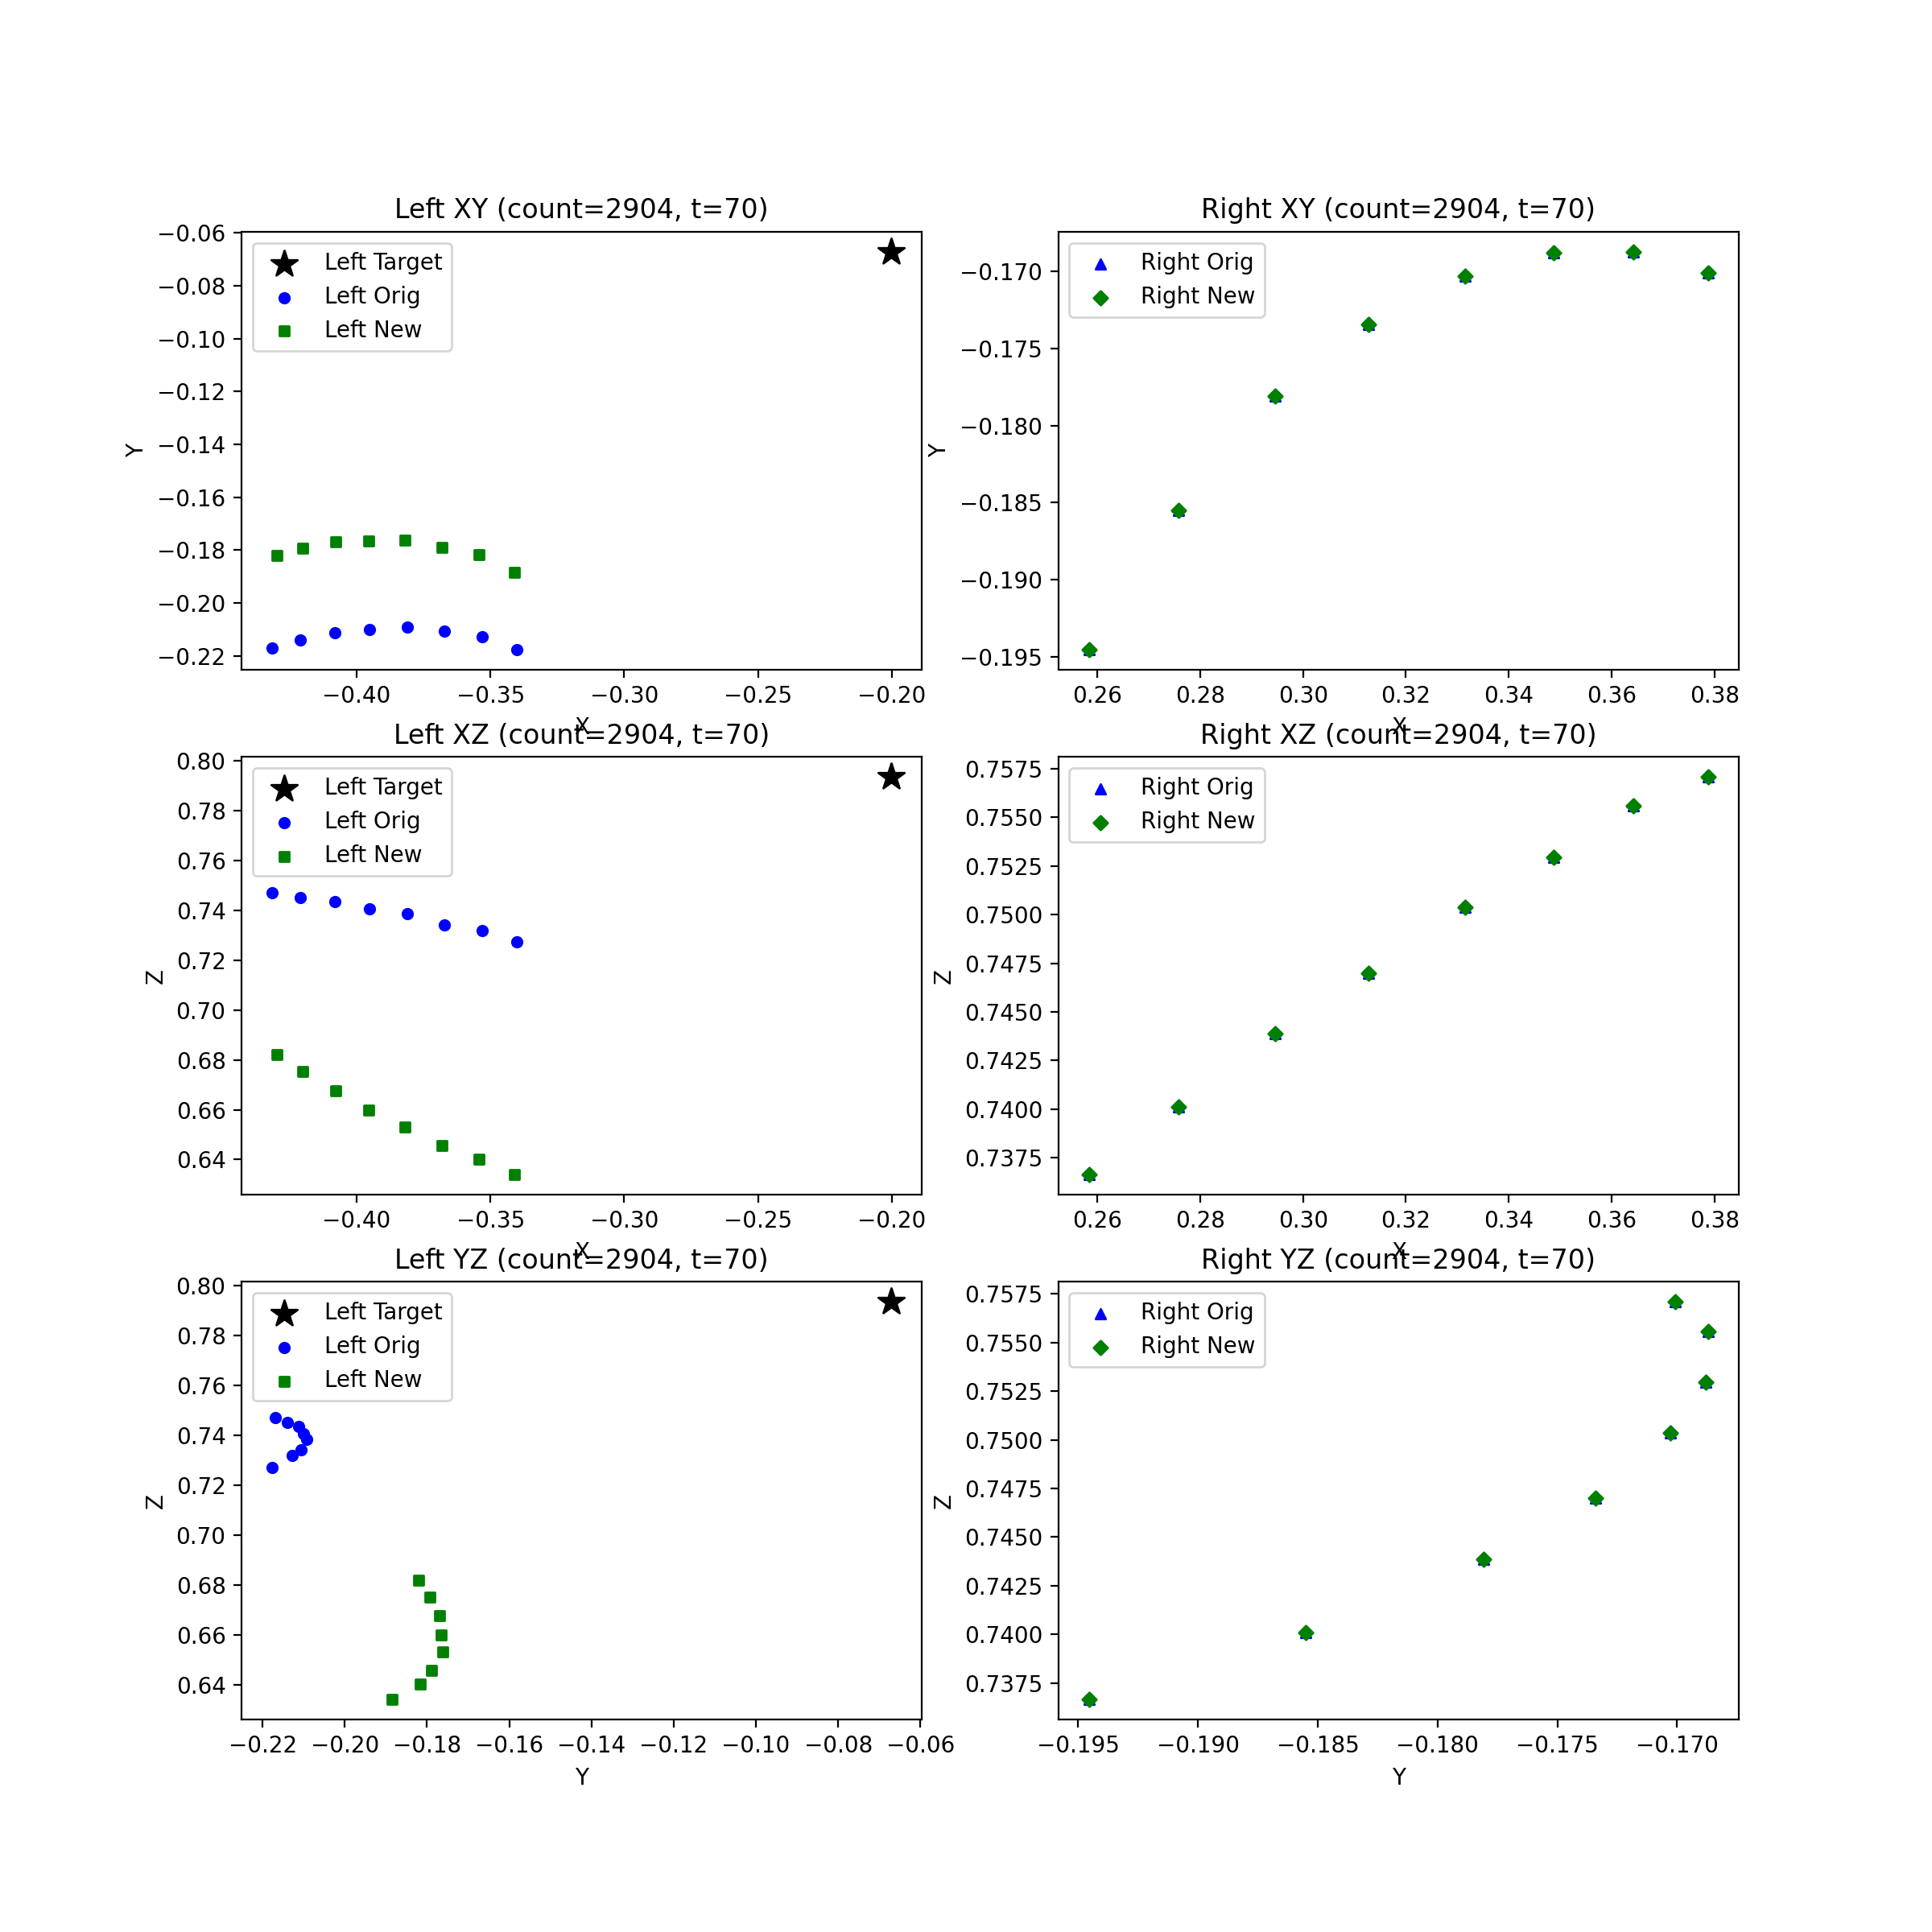 Left XY (count=2904, t=70)
Left Target
Left Orig
Left New
−0.06
−0.08
−0.10
−0.12
−0.14
−0.16
−0.18
−0.20
−0.22
Y
−0.40 −0.35 −0.30 −0.25 −0.20
X
Right XY (count=2904, t=70)
Right Orig
Right New
−0.170
−0.175
−0.180
−0.185
−0.190
−0.195
Y
0.26 0.28 0.30 0.32 0.34 0.36 0.38
X
Left XZ (count=2904, t=70)
Left Target
Left Orig
Left New
0.80
0.78
0.76
0.74
0.72
0.70
0.68
0.66
0.64
Z
−0.40 −0.35 −0.30 −0.25 −0.20
X
Right XZ (count=2904, t=70)
Right Orig
Right New
0.7575
0.7550
0.7525
0.7500
0.7475
0.7450
0.7425
0.7400
0.7375
Z
0.26 0.28 0.30 0.32 0.34 0.36 0.38
X
Left YZ (count=2904, t=70)
Left Target
Left Orig
Left New
0.80
0.78
0.76
0.74
0.72
0.70
0.68
0.66
0.64
Z
−0.22 −0.20 −0.18 −0.16 −0.14 −0.12 −0.10 −0.08 −0.06
Y
Right YZ (count=2904, t=70)
Right Orig
Right New
0.7575
0.7550
0.7525
0.7500
0.7475
0.7450
0.7425
0.7400
0.7375
Z
−0.195 −0.190 −0.185 −0.180 −0.175 −0.170
Y